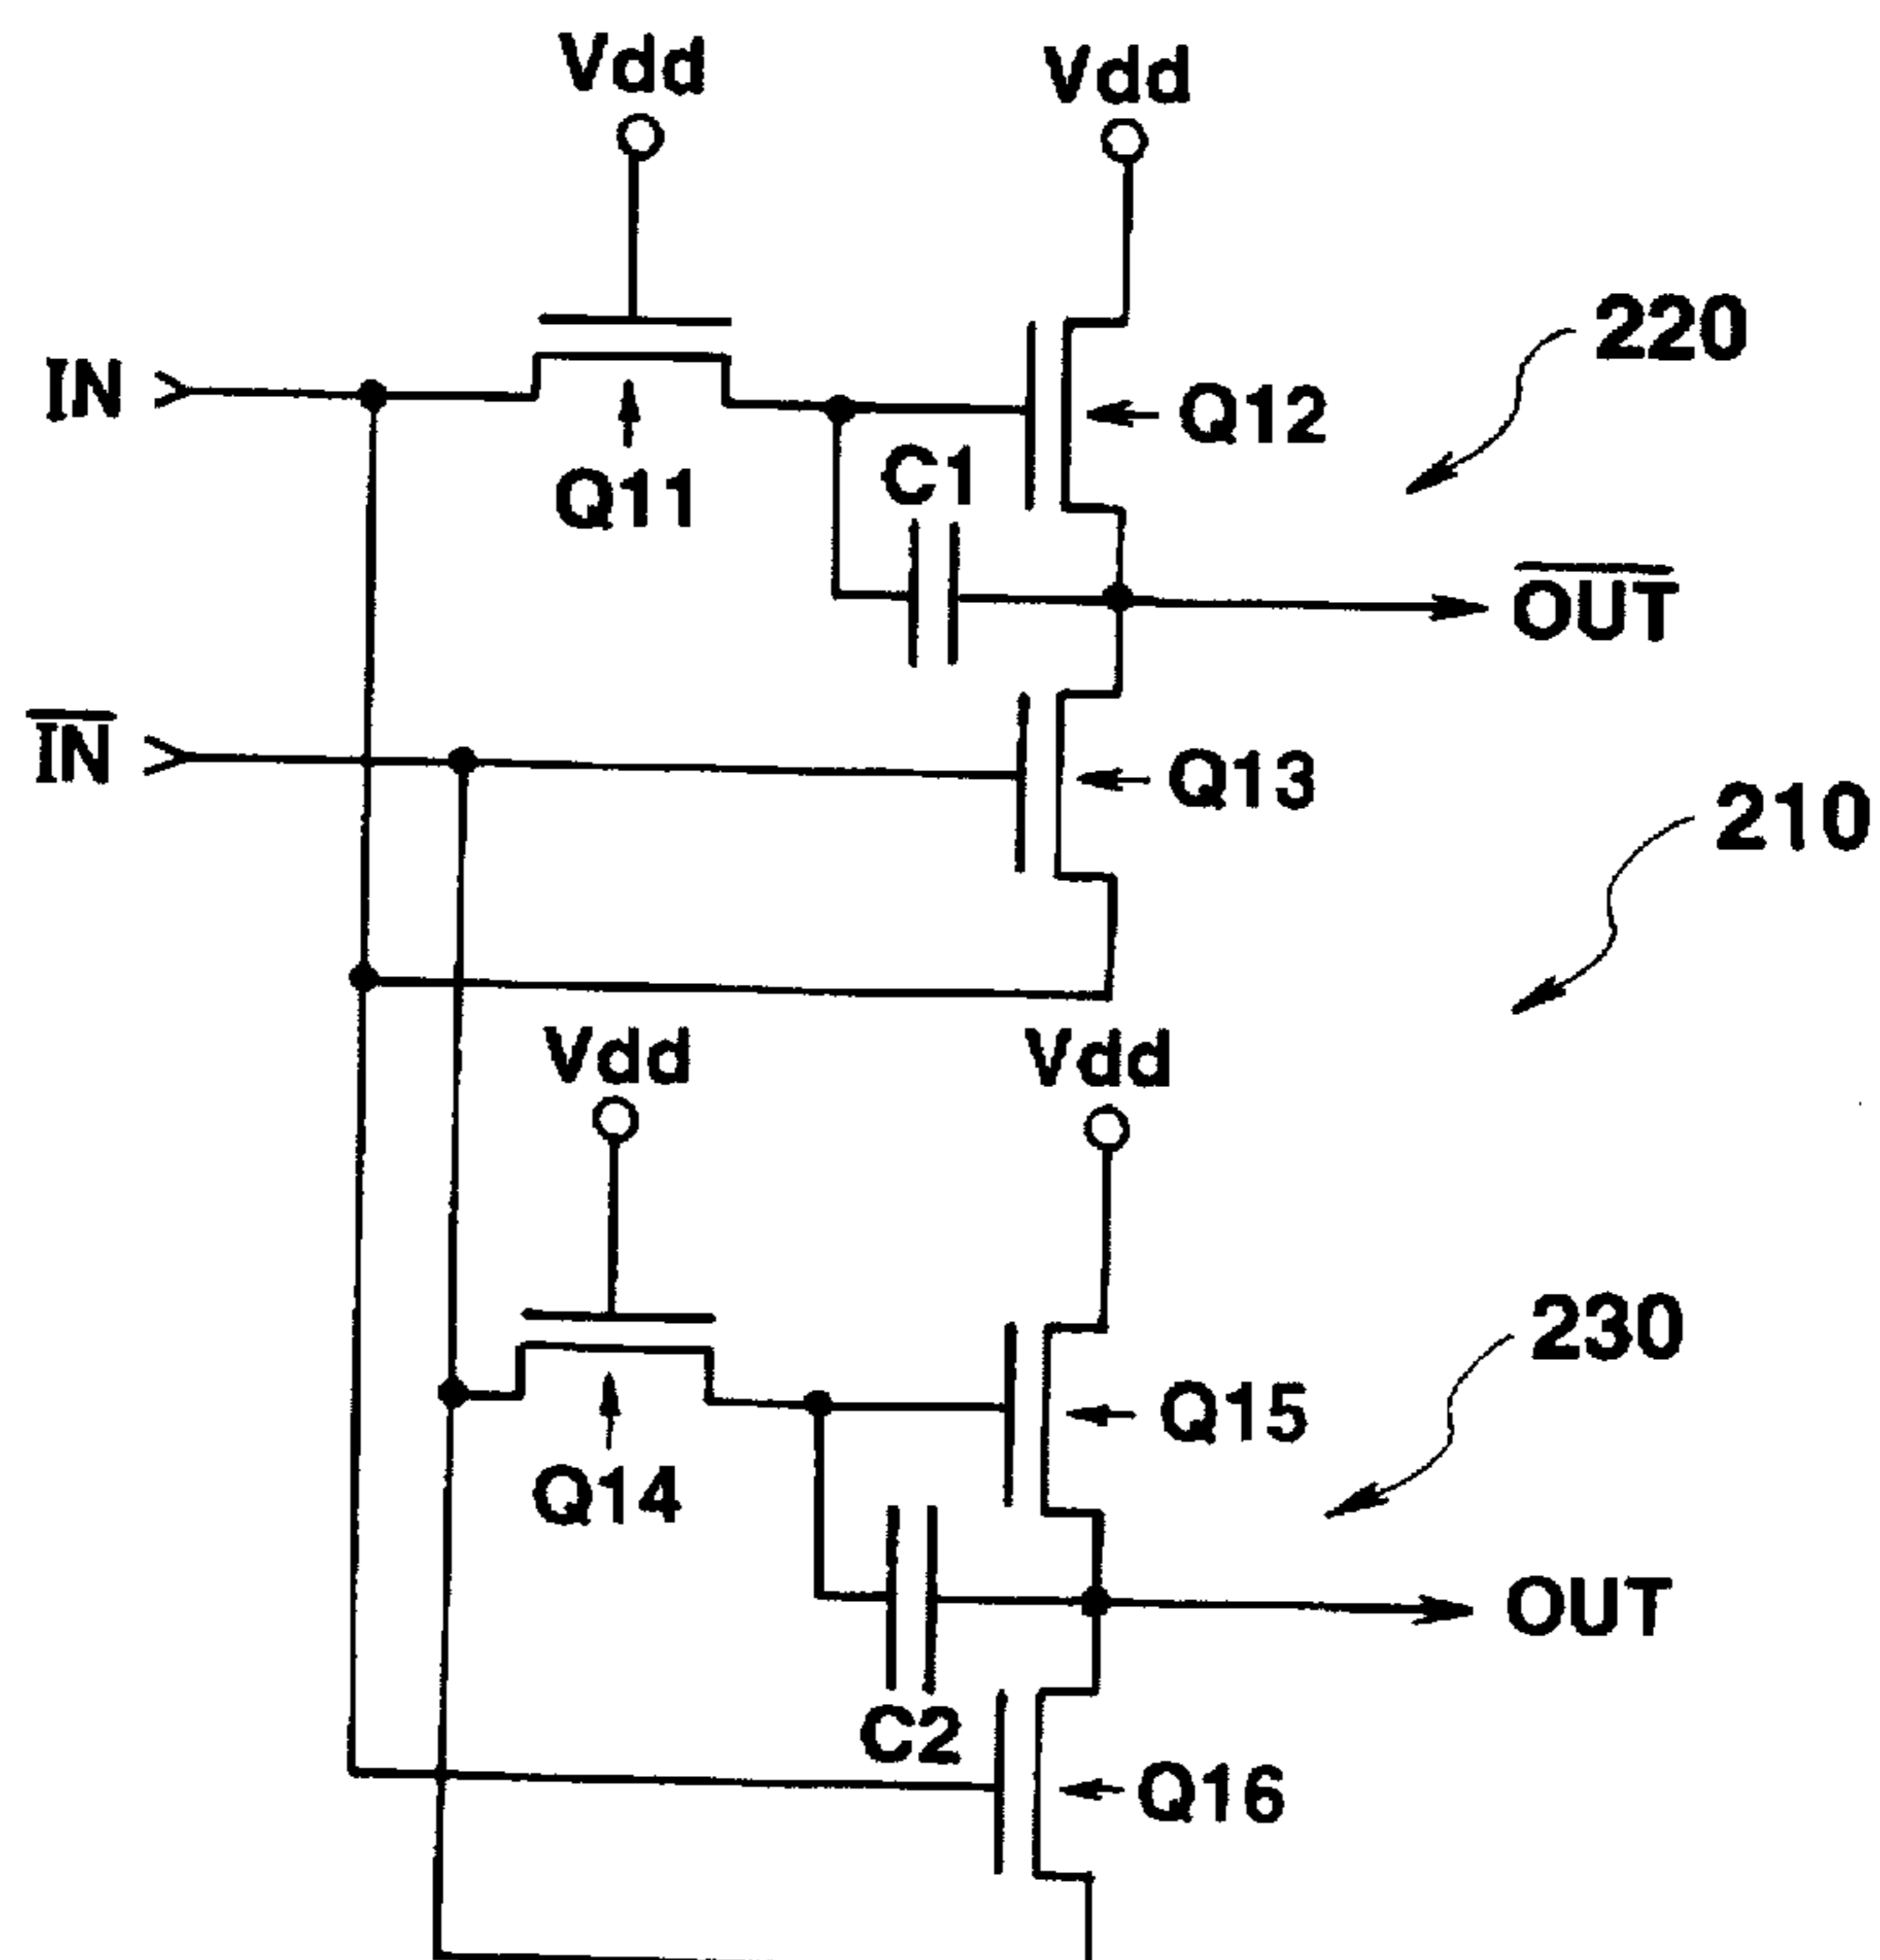 Vdd Vdd
220
IN
Q12
C1
Q11
OUT
IN
Q13
210
Vdd Vdd
230
Q15
Q14
OUT
C2
Q16